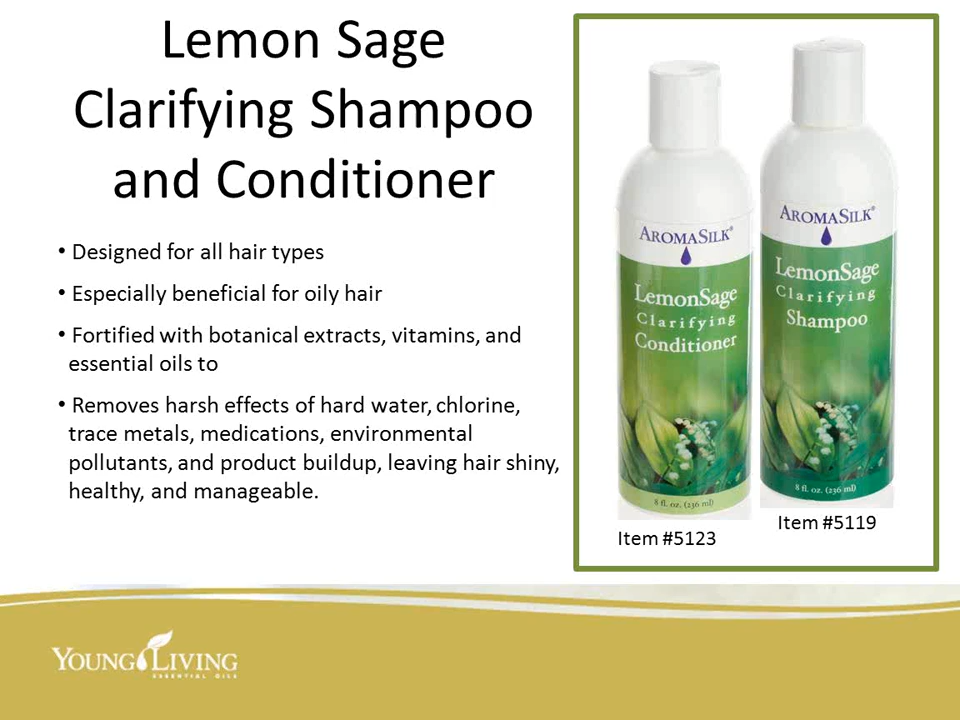 Lemon Sage
Clarifying Shampoo
and Conditioner
• Designed for all hair types
• Especially beneficial for oily hair
• Fortified with botanical extracts, vitamins, and
essential oils to
• Removes harsh effects of hard water, chlorine,
trace metals, medications, environmental
pollutants, and product buildup, leaving hair shiny,
healthy, and manageable.
AROMASILK®
LemonSage
Clarifying
Conditioner
8 fl. oz. (236 ml)
Item #5123
AROMASILK®
LemonSage
Clarifying
Shampoo
8 fl. oz. (236 ml)
Item #5119
YOUNG LIVING
ESSENTIAL OILS